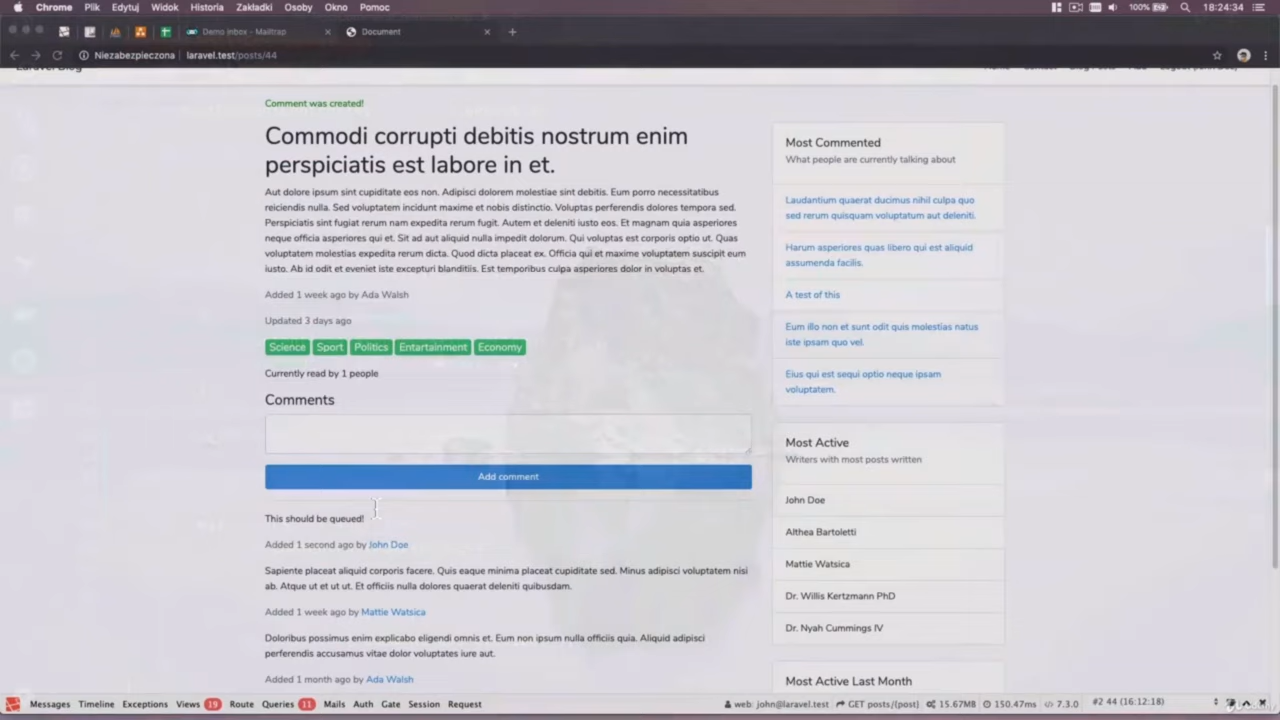 Chrome Plik Edytuj Widok Historia Zakładki Osoby Okno Pomoc 100% 18:24:34
Demo inbox - Mailtrap Document
Niezabezpieczona laravel.test/posts/44
Laravel Blog
Comment was created!
Commodi corrupti debitis nostrum enim
perspiciatis est labore in et.
Aut dolore ipsum sint cupiditate eos non. Adipisci dolorem molestiae sint debitis. Eum porro necessitatibus
reiciendis nulla. Sed voluptatem incidunt maxime et nobis distinctio. Voluptas perferendis dolores tempora sed.
Perspiciatis sint fugiat rerum nam expedita rerum fugit. Autem et deleniti iusto eos. Et magnam quia asperiores
neque officia asperiores qui et. Sit ad aut aliquid nulla impedit dolorum. Qui voluptas est corporis optio ut. Quas
voluptatem molestias expedita rerum dicta. Quod dicta placeat ex. Officia qui et maxime voluptatem suscipit eum
iusto. Ab id odit et eveniet iste excepturi blanditiis. Est temporibus culpa asperiores dolor in voluptas et.
Added 1 week ago by Ada Walsh
Updated 3 days ago
Science Sport Politics Entartainment Economy
Currently read by 1 people
Comments
Add comment
This should be queued!
Added 1 second ago by John Doe
Sapiente placeat aliquid corporis facere. Quis eaque minima placeat cupiditate sed. Minus adipisci voluptatem nisi
ab. Atque ut et ut ut. Et officiis nulla dolores quaerat deleniti quibusdam.
Added 1 week ago by Mattie Watsica
Doloribus possimus enim explicabo eligendi omnis et. Eum non ipsum nulla officiis quia. Aliquid adipisci
perferendis accusamus vitae dolor voluptates iure aut.
Added 1 month ago by Ada Walsh
Most Commented
What people are currently talking about
Laudantium quaerat ducimus nihil culpa quo
sed rerum quisquam voluptatum aut deleniti.
Harum asperiores quas libero qui est aliquid
assumenda facilis.
A test of this
Eum illo non et sunt odit quis molestias natus
iste ipsam quo vel.
Eius qui est sequi optio neque ipsam
voluptatem.
Most Active
Writers with most posts written
John Doe
Althea Bartoletti
Mattie Watsica
Dr. Willis Kertzmann PhD
Dr. Nyah Cummings IV
Most Active Last Month
Messages Timeline Exceptions Views 19 Route Queries 11 Mails Auth Gate Session Request web: john@laravel.test GET posts/{post} 15.67MB 150.47ms 7.3.0 #2 44 (16:12:18)